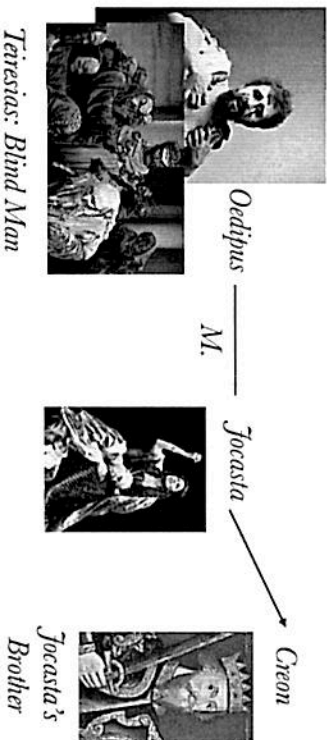 Oedipus
M.
Jocasta
Creon
Teiresias: Blind Man
Jocasta's
Brother